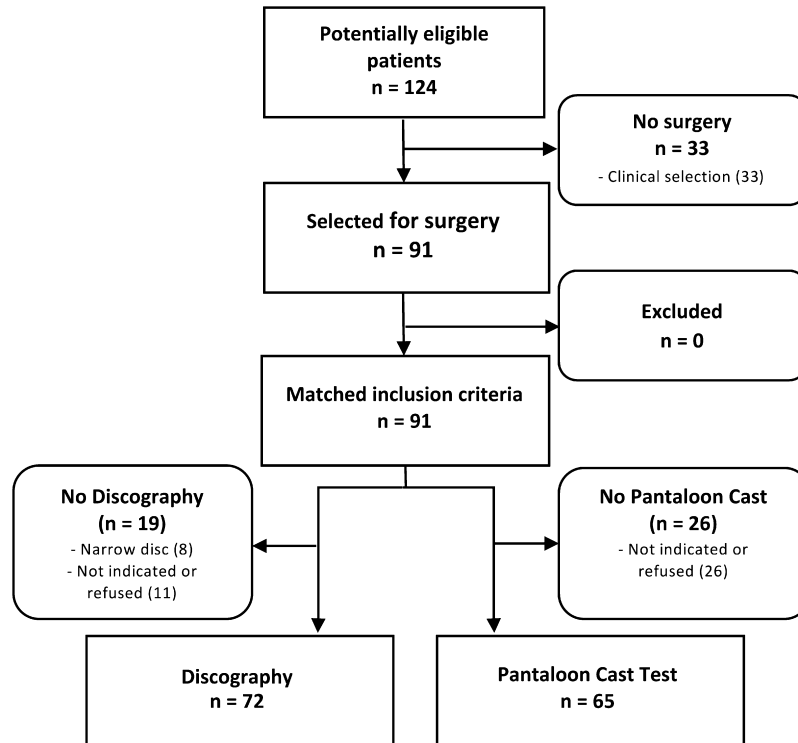 Potentially eligible
patients
n = 124
No surgery
n = 33
- Clinical selection (33)
Selected for surgery
n = 91
Excluded
n = 0
Matched inclusion criteria
n = 91
No Discography
(n = 19)
- Narrow disc (8)
- Not indicated or
refused (11)
No Pantaloon Cast
(n = 26)
- Not indicated or
refused (26)
Discography
n = 72
Pantaloon Cast Test
n = 65